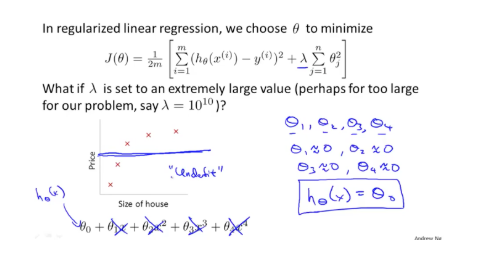 In regularized linear regression, we choose θ to minimize
J(θ) = 1/2m [ Σ_{i=1}^{m} (h_θ(x^{(i)}) − y^{(i)})² + λ Σ_{j=1}^{n} θ_j² ]
What if λ is set to an extremely large value (perhaps for too large
for our problem, say λ = 10^{10})?
Price
"Underfit"
Size of house
h_θ(x)
θ_0 + θ_1x + θ_2x² + θ_3x³ + θ_4x⁴
θ_1, θ_2, θ_3, θ_4
θ_1 ≈ 0, θ_2 ≈ 0
θ_3 ≈ 0, θ_4 ≈ 0
h_θ(x) = θ_0
Andrew Ng